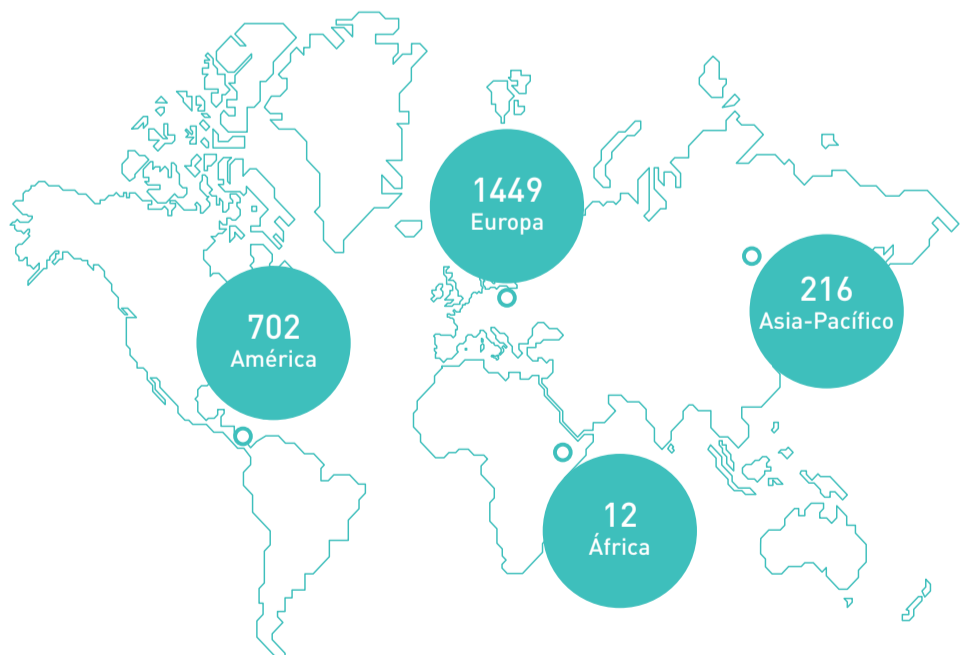 1449
Europa
216
Asia-Pacífico
702
América
12
África